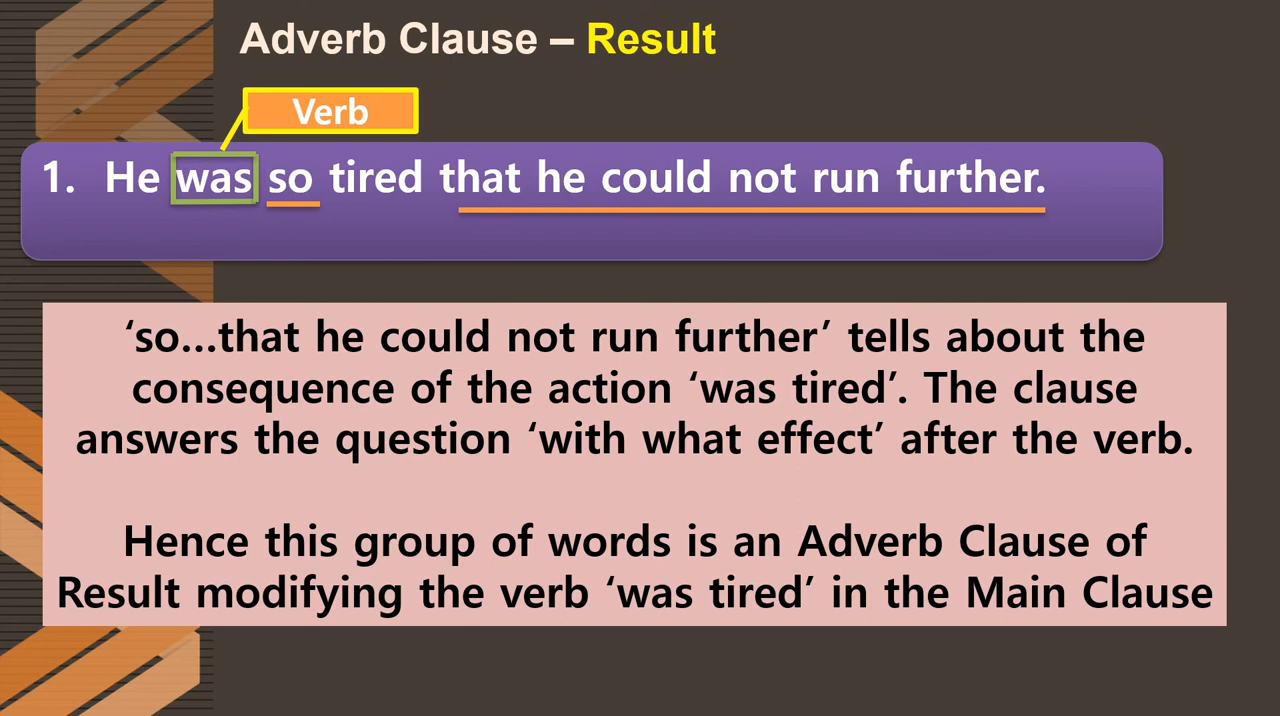 Adverb Clause – Result
Verb
1. He was so tired that he could not run further.
‘so...that he could not run further’ tells about the
consequence of the action ‘was tired’. The clause
answers the question ‘with what effect’ after the verb.
Hence this group of words is an Adverb Clause of
Result modifying the verb ‘was tired’ in the Main Clause